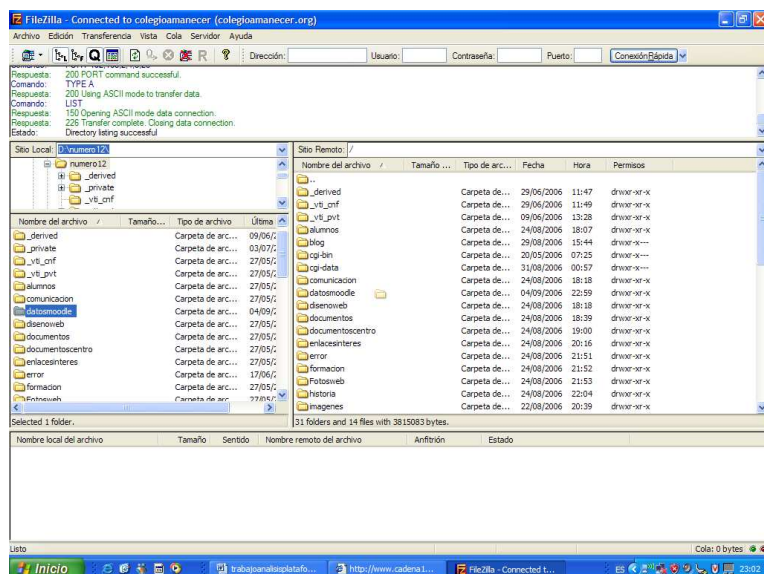 FileZilla - Connected to colegioamanecer (colegioamanecer.org)
Archivo Edición Transferencia Vista Cola Servidor Ayuda
Dirección: Usuario: Contraseña: Puerto: Conexión Rápida
Respuesta: 200 PORT command successful.
Comando: TYPE A
Respuesta: 200 Using ASCII mode to transfer data.
Comando: LIST
Respuesta: 150 Opening ASCII mode data connection.
Respuesta: 226 Transfer complete. Closing data connection.
Estado: Directory listing successful
Sitio Local: D:\numero12\
numero12
_derived
_private
_vti_cnf
Nombre del archivo Tamaño... Tipo de archivo Última
_derived Carpeta de arc... 09/06/2
_private Carpeta de arc... 03/07/2
_vti_cnf Carpeta de arc... 27/05/2
_vti_pvt Carpeta de arc... 27/05/2
alumnos Carpeta de arc... 27/05/2
comunicacion Carpeta de arc... 27/05/2
datosmoodle Carpeta de arc... 04/09/2
disenoweb Carpeta de arc... 27/05/2
documentos Carpeta de arc... 27/05/2
documentoscentro Carpeta de arc... 27/05/2
enlacesinteres Carpeta de arc... 27/05/2
error Carpeta de arc... 17/06/2
formacion Carpeta de arc... 27/05/2
Fotosweb Carpeta de arc... 27/05/2
Selected 1 folder.
Sitio Remoto: /
Nombre del archivo Tamaño ... Tipo de arc... Fecha Hora Permisos
..
_derived Carpeta de... 29/06/2006 11:47 drwxr-xr-x
_vti_cnf Carpeta de... 29/06/2006 11:49 drwxr-xr-x
_vti_pvt Carpeta de... 09/06/2006 13:28 drwxr-xr-x
alumnos Carpeta de... 24/08/2006 18:07 drwxr-xr-x
blog Carpeta de... 29/08/2006 15:44 drwxr-x---
cgi-bin Carpeta de... 20/05/2006 07:25 drwxr-x---
cgi-data Carpeta de... 31/08/2006 00:57 drwxr-x---
comunicacion Carpeta de... 24/08/2006 18:18 drwxr-xr-x
datosmoodle Carpeta de... 04/09/2006 22:59 drwxr-xr-x
disenoweb Carpeta de... 24/08/2006 18:18 drwxr-xr-x
documentos Carpeta de... 24/08/2006 18:39 drwxr-xr-x
documentoscentro Carpeta de... 24/08/2006 19:00 drwxr-xr-x
enlacesinteres Carpeta de... 24/08/2006 20:16 drwxr-xr-x
error Carpeta de... 24/08/2006 21:51 drwxr-xr-x
formacion Carpeta de... 24/08/2006 21:52 drwxr-xr-x
Fotosweb Carpeta de... 24/08/2006 21:53 drwxr-xr-x
historia Carpeta de... 24/08/2006 22:04 drwxr-xr-x
imagenes Carpeta de... 22/08/2006 20:39 drwxr-xr-x
31 folders and 14 files with 3815083 bytes.
Nombre local del archivo Tamaño Sentido Nombre remoto del archivo Anfitrión Estado
Listo Cola: 0 bytes
Inicio trabajoanalisisplatafo... http://www.cadena1... FileZilla - Connected t... ES 23:02